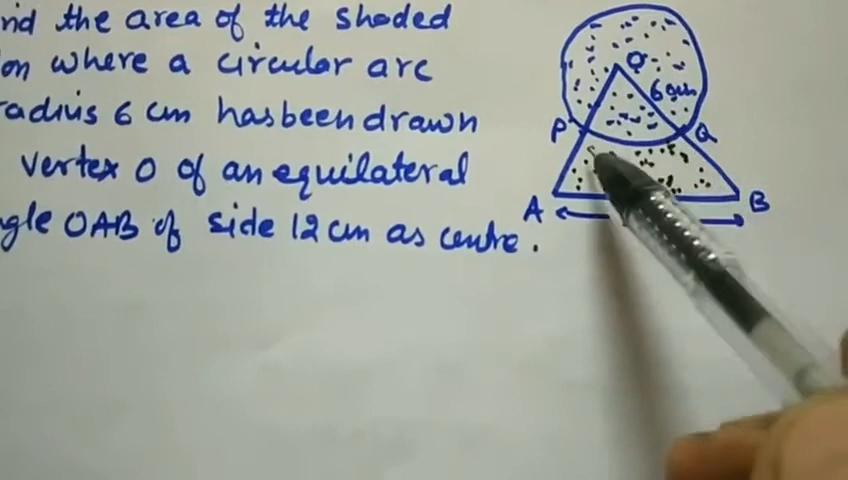 nd the area of the shaded
on where a circular arc
radius 6 cm has been drawn
vertex O of an equilateral
gle OAB of side 12 cm as centre.
O
6 cm
P
Q
A
B